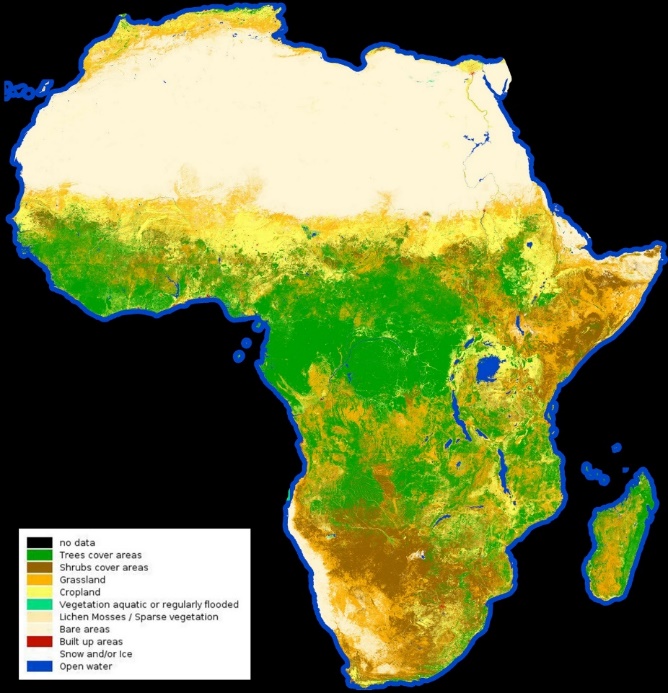 no data
Trees cover areas
Shrubs cover areas
Grassland
Cropland
Vegetation aquatic or regularly flooded
Lichen Mosses / Sparse vegetation
Bare areas
Built up areas
Snow and/or Ice
Open water